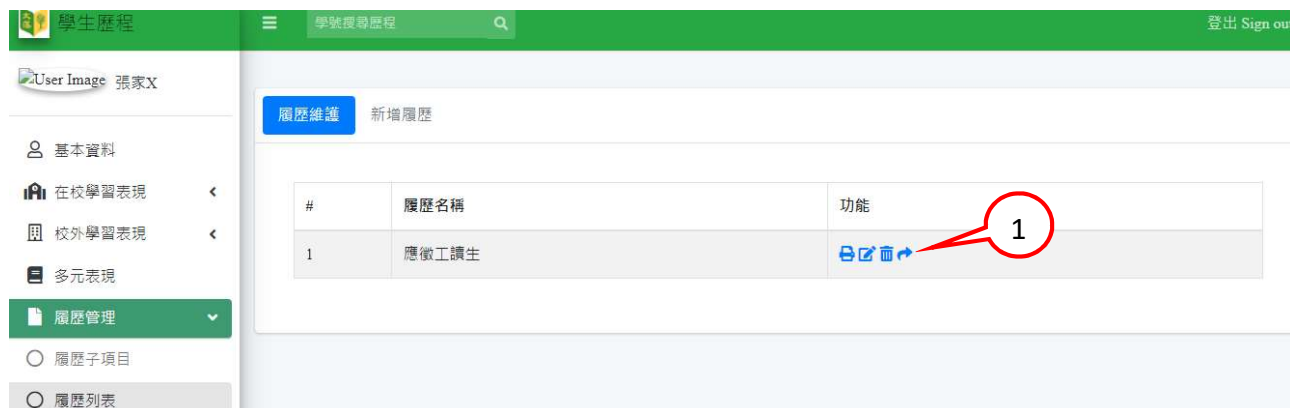 學生歷程
學號搜尋歷程
登出 Sign out
User Image 張家X
履歷維護 新增履歷
基本資料
在校學習表現
校外學習表現
多元表現
履歷管理
履歷子項目
履歷列表
# 履歷名稱 功能
1 應徵工讀生
1